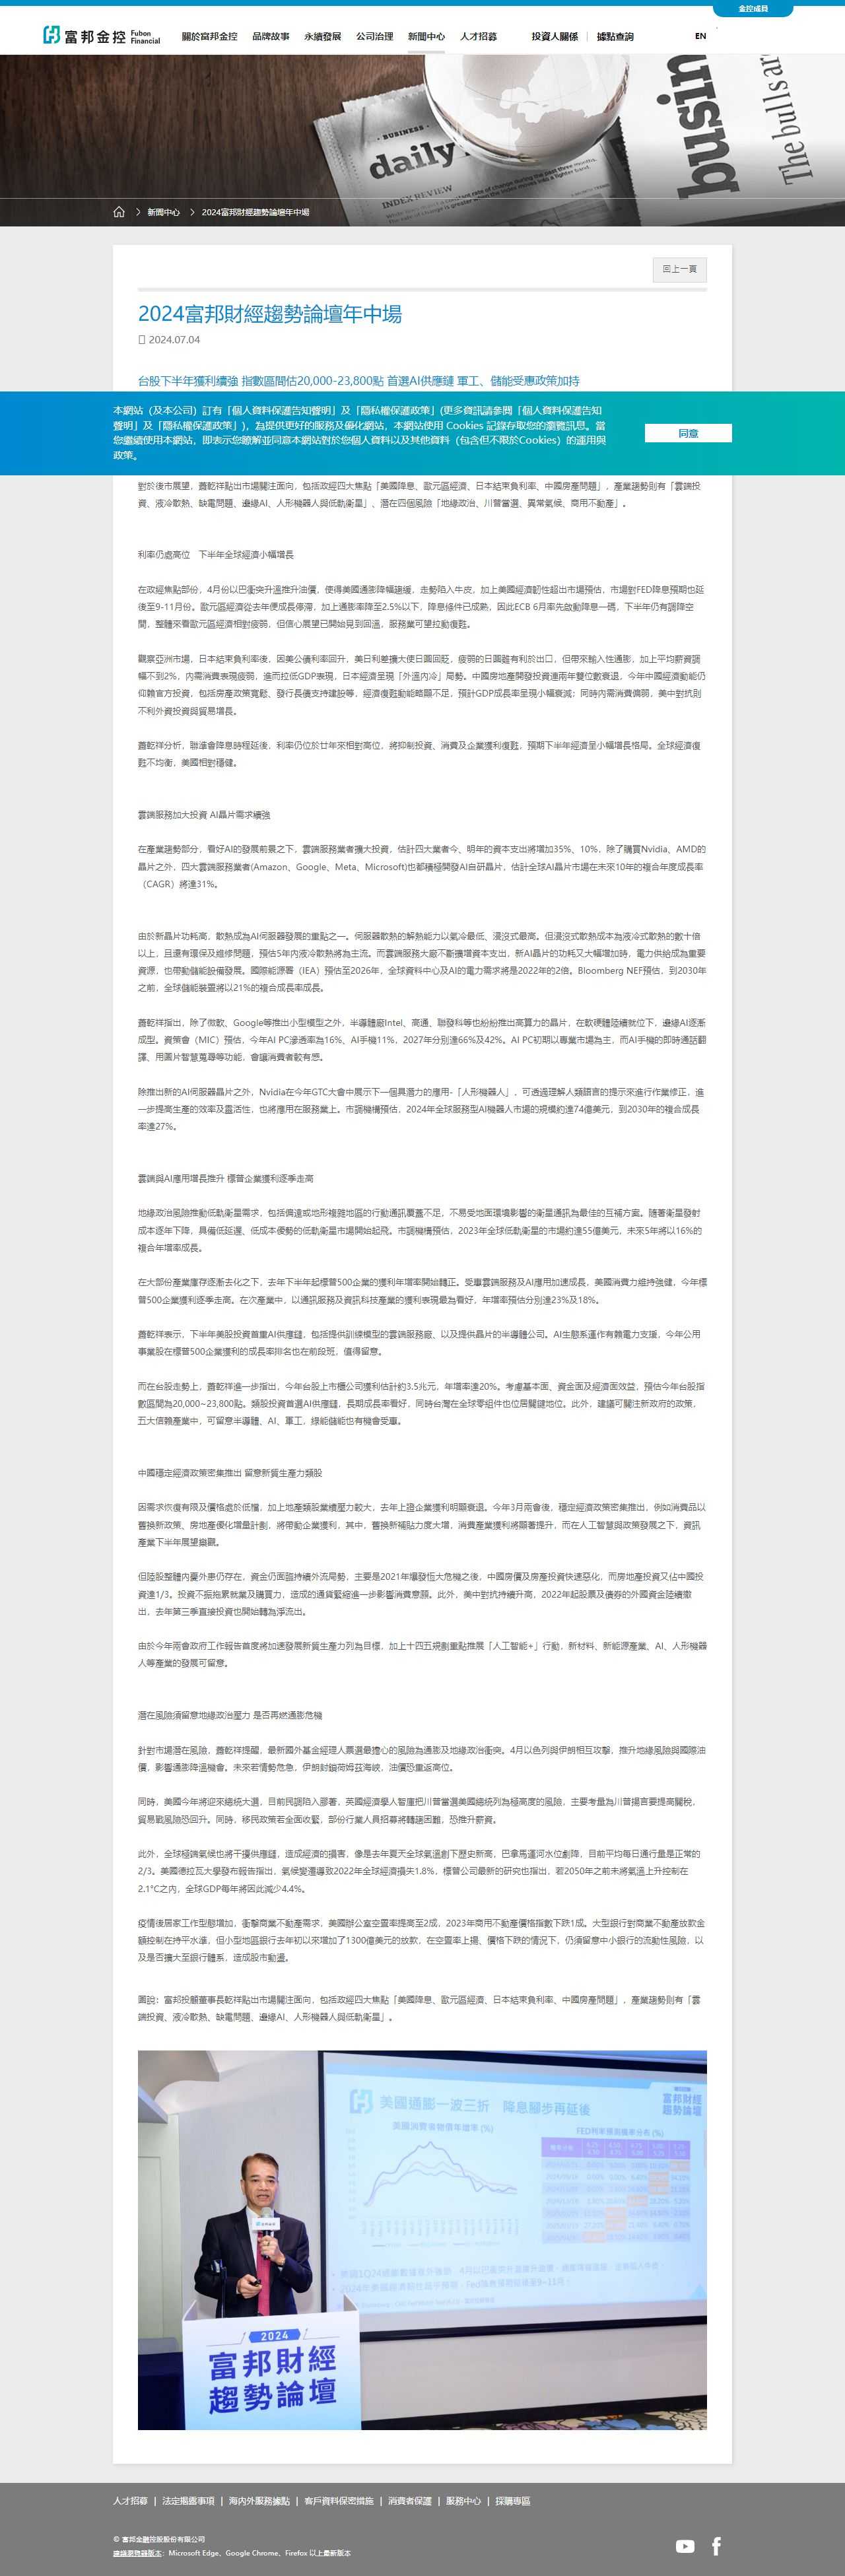 金控成員
富邦金控 Fubon Financial
關於富邦金控 品牌故事 永續發展 公司治理 新聞中心 人才招募 投資人關係 據點查詢 EN
BUSINESS
daily
INDEX REVIEW
busin
The bulls are
新聞中心 2024富邦財經趨勢論壇年中場
回上一頁
2024富邦財經趨勢論壇年中場
2024.07.04
台股下半年獲利續強 指數區間估20,000-23,800點 首選AI供應鏈 軍工、儲能受惠政策加持
本網站（及本公司）訂有「個人資料保護告知聲明」及「隱私權保護政策」(更多資訊請參閱「個人資料保護告知
聲明」及「隱私權保護政策」)，為提供更好的服務及優化網站，本網站使用 Cookies 記錄存取您的瀏覽訊息。當
您繼續使用本網站，即表示您瞭解並同意本網站對於您個人資料以及其他資料（包含但不限於Cookies）的運用與
政策。
同意
對於後市展望，蕭乾祥點出市場關注面向，包括政經四大焦點「美國降息、歐元區經濟、日本結束負利率、中國房產問題」，產業趨勢則有「雲端投
資、液冷散熱、缺電問題、邊緣AI、人形機器人與低軌衛星」、潛在四個風險「地緣政治、川普當選、異常氣候、商用不動產」。
利率仍處高位　下半年全球經濟小幅增長
在政經焦點部份，4月份以巴衝突升溫推升油價，使得美國通膨降幅趨緩，走勢陷入牛皮，加上美國經濟韌性超出市場預估，市場對FED降息預期也延
後至9-11月份。歐元區經濟從去年便成長停滯，加上通膨率降至2.5%以下，降息條件已成熟，因此ECB 6月率先啟動降息一碼，下半年仍有調降空
間，整體來看歐元區經濟相對疲弱，但信心展望已開始見到回溫，服務業可望拉動復甦。
觀察亞洲市場，日本結束負利率後，因美公債利率回升，美日利差擴大使日圓回貶，疲弱的日圓雖有利於出口，但帶來輸入性通膨，加上平均薪資調
幅不到2%，內需消費表現疲弱，進而拉低GDP表現，日本經濟呈現「外溫內冷」局勢。中國房地產開發投資連兩年雙位數衰退，今年中國經濟動能仍
仰賴官方投資，包括房產政策寬鬆、發行長債支持建設等，經濟復甦動能略顯不足，預計GDP成長率呈現小幅衰減；同時內需消費偏弱，美中對抗則
不利外資投資與貿易增長。
蕭乾祥分析，聯準會降息時程延後，利率仍位於廿年來相對高位，將抑制投資、消費及企業獲利復甦，預期下半年經濟呈小幅增長格局。全球經濟復
甦不均衡，美國相對穩健。
雲端服務加大投資 AI晶片需求續強
在產業趨勢部分，看好AI的發展前景之下，雲端服務業者擴大投資，估計四大業者今、明年的資本支出將增加35%、10%，除了購買Nvidia、AMD的
晶片之外，四大雲端服務業者(Amazon、Google、Meta、Microsoft)也都積極開發AI自研晶片，估計全球AI晶片市場在未來10年的複合年度成長率
（CAGR）將達31%。
由於新晶片功耗高，散熱成為AI伺服器發展的重點之一。伺服器散熱的解熱能力以氣冷最低、浸沒式最高。但浸沒式散熱成本為液冷式散熱的數十倍
以上，且還有環保及維修問題，預估5年內液冷散熱將為主流。而雲端服務大廠不斷擴增資本支出，新AI晶片的功耗又大幅增加時，電力供給成為重要
資源，也帶動儲能設備發展。國際能源署（IEA）預估至2026年，全球資料中心及AI的電力需求將是2022年的2倍。Bloomberg NEF預估，到2030年
之前，全球儲能裝置將以21%的複合成長率成長。
蕭乾祥指出，除了微軟、Google等推出小型模型之外，半導體廠Intel、高通、聯發科等也紛紛推出高算力的晶片，在軟硬體陸續就位下，邊緣AI逐漸
成型。資策會（MIC）預估，今年AI PC滲透率為16%、AI手機11%，2027年分別達66%及42%。AI PC初期以專業市場為主，而AI手機的即時通話翻
譯、用圖片智慧蒐尋等功能，會讓消費者較有感。
除推出新的AI伺服器晶片之外，Nvidia在今年GTC大會中展示下一個具潛力的應用-「人形機器人」，可透過理解人類語言的提示來進行作業修正，進
一步提高生產的效率及靈活性，也將應用在服務業上。市調機構預估，2024年全球服務型AI機器人市場的規模約達74億美元，到2030年的複合成長
率達27%。
雲端與AI應用增長推升 標普企業獲利逐季走高
地緣政治風險推動低軌衛星需求，包括偏遠或地形複雜地區的行動通訊覆蓋不足，不易受地面環境影響的衛星通訊為最佳的互補方案。隨著衛星發射
成本逐年下降，具備低延遲、低成本優勢的低軌衛星市場開始起飛。市調機構預估，2023年全球低軌衛星的市場約達55億美元，未來5年將以16%的
複合年增率成長。
在大部份產業庫存逐漸去化之下，去年下半年起標普500企業的獲利年增率開始轉正。受惠雲端服務及AI應用加速成長，美國消費力維持強健，今年標
普500企業獲利逐季走高。在次產業中，以通訊服務及資訊科技產業的獲利表現最為看好，年增率預估分別達23%及18%。
蕭乾祥表示，下半年美股投資首重AI供應鏈，包括提供訓練模型的雲端服務廠、以及提供晶片的半導體公司。AI生態系運作有賴電力支援，今年公用
事業股在標普500企業獲利的成長率排名也在前段班，值得留意。
而在台股走勢上，蕭乾祥進一步指出，今年台股上市櫃公司獲利估計約3.5兆元，年增率達20%。考慮基本面、資金面及經濟面效益，預估今年台股指
數區間為20,000~23,800點。類股投資首選AI供應鏈，長期成長率看好，同時台灣在全球零組件也位居關鍵地位。此外，建議可關注新政府的政策，
五大信賴產業中，可留意半導體、AI、軍工，綠能儲能也有機會受惠。
中國穩定經濟政策密集推出 留意新質生產力類股
因需求恢復有限及價格處於低檔，加上地產類股業績壓力較大，去年上證企業獲利明顯衰退。今年3月兩會後，穩定經濟政策密集推出，例如消費品以
舊換新政策、房地產優化增量計劃，將帶動企業獲利，其中，舊換新補貼力度大增，消費產業獲利將顯著提升，而在人工智慧與政策發展之下，資訊
產業下半年展望樂觀。
但陸股整體內憂外患仍存在，資金仍面臨持續外流局勢，主要是2021年爆發恆大危機之後，中國房價及房產投資快速惡化，而房地產投資又佔中國投
資達1/3。投資不振拖累就業及購買力，造成的通貨緊縮進一步影響消費意願。此外，美中對抗持續升高，2022年起股票及債券的外國資金陸續撤
出，去年第三季直接投資也開始轉為淨流出。
由於今年兩會政府工作報告首度將加速發展新質生產力列為目標，加上十四五規劃重點推展「人工智能+」行動，新材料、新能源產業、AI、人形機器
人等產業的發展可留意。
潛在風險須留意地緣政治壓力 是否再燃通膨危機
針對市場潛在風險，蕭乾祥提醒，最新國外基金經理人票選最擔心的風險為通膨及地緣政治衝突。4月以色列與伊朗相互攻擊，推升地緣風險與國際油
價，影響通膨降溫機會。未來若情勢危急，伊朗封鎖荷姆茲海峽，油價恐重返高位。
同時，美國今年將迎來總統大選，目前民調陷入膠著，英國經濟學人智庫把川普當選美國總統列為極高度的風險，主要考量為川普揚言要提高關稅，
貿易戰風險恐回升。同時，移民政策若全面收緊，部份行業人員招募將轉趨困難，恐推升薪資。
此外，全球極端氣候也將干擾供應鏈，造成經濟的損害，像是去年夏天全球氣溫創下歷史新高，巴拿馬運河水位劇降，目前平均每日通行量是正常的
2/3。美國德拉瓦大學發布報告指出，氣候變遷導致2022年全球經濟損失1.8%，標普公司最新的研究也指出，若2050年之前未將氣溫上升控制在
2.1°C之內，全球GDP每年將因此減少4.4%。
疫情後居家工作型態增加，衝擊商業不動產需求，美國辦公室空置率提高至2成，2023年商用不動產價格指數下跌1成。大型銀行對商業不動產放款金
額控制在持平水準，但小型地區銀行去年初以來增加了1300億美元的放款，在空置率上揚、價格下跌的情況下，仍須留意中小銀行的流動性風險，以
及是否擴大至銀行體系，造成股市動盪。
圖說：富邦投顧董事長蕭乾祥點出市場關注面向，包括政經四大焦點「美國降息、歐元區經濟、日本結束負利率、中國房產問題」，產業趨勢則有「雲
端投資、液冷散熱、缺電問題、邊緣AI、人形機器人與低軌衛星」。
富邦財經
趨勢論壇
美國通膨一波三折　降息腳步再延後
美國消費者物價年增率 (%)
FED利率預測機率分布 (%)
2024
富邦財經
趨勢論壇
人才招募 | 法定揭露事項 | 海內外服務據點 | 客戶資料保密措施 | 消費者保護 | 服務中心 | 採購專區
© 富邦金融控股股份有限公司
建議瀏覽器版本：Microsoft Edge、Google Chrome、Firefox 以上最新版本